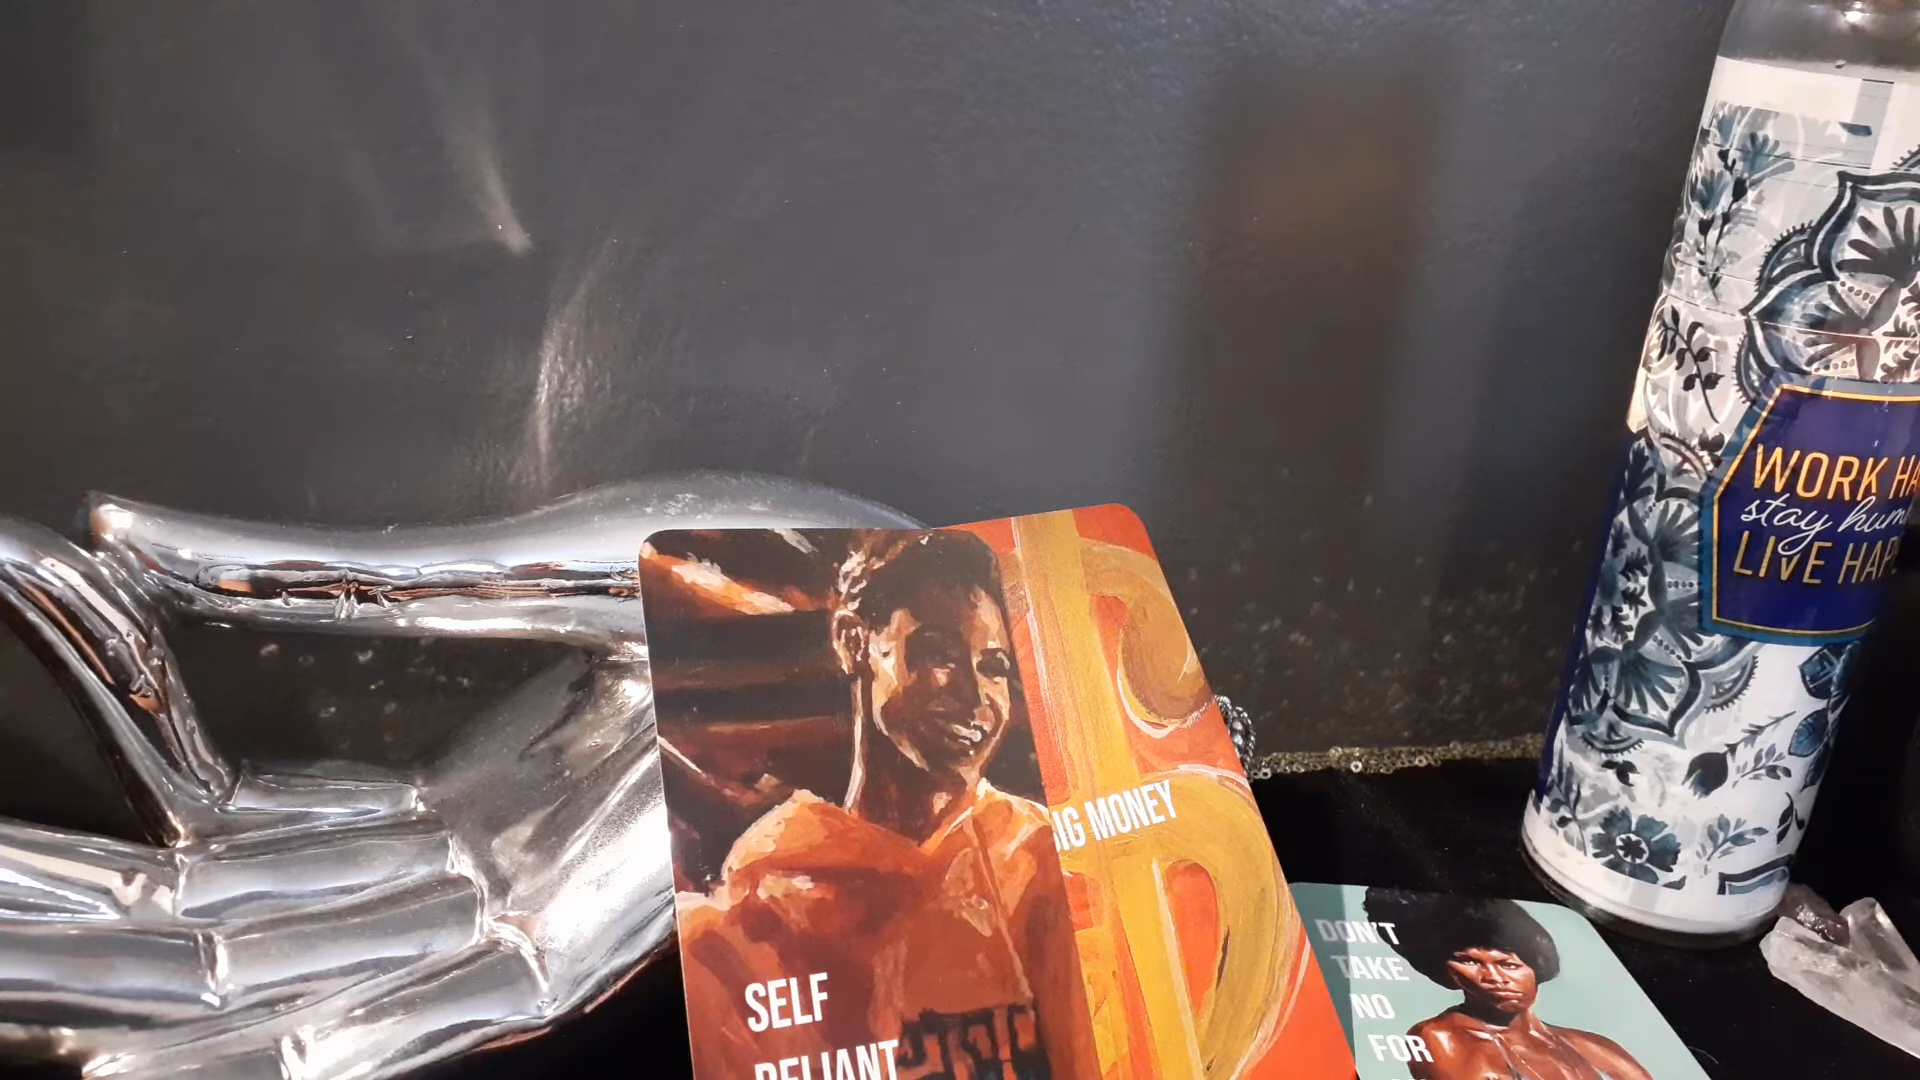 WORK HA
stay hum
LIVE HAP
BIG MONEY
SELF
RELIANT
DON'T
TAKE
NO
FOR